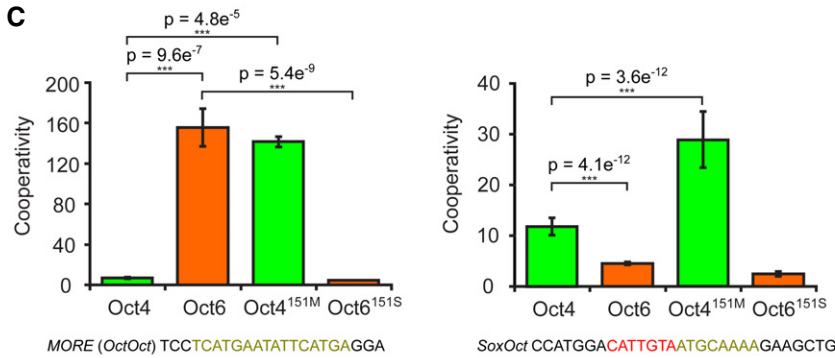 C
p = 4.8e-5
***
p = 9.6e-7
***
p = 5.4e-9
***
200
160
120
80
40
0
Cooperativity
Oct4 Oct6 Oct4151M Oct6151S
MORE (OctOct) TCCTCATGAATATTCATGAGGA
p = 3.6e-12
***
p = 4.1e-12
***
40
30
20
10
0
Cooperativity
Oct4 Oct6 Oct4151M Oct6151S
SoxOct CCATGGACATTGTAATGCAAAAGAAGCTG